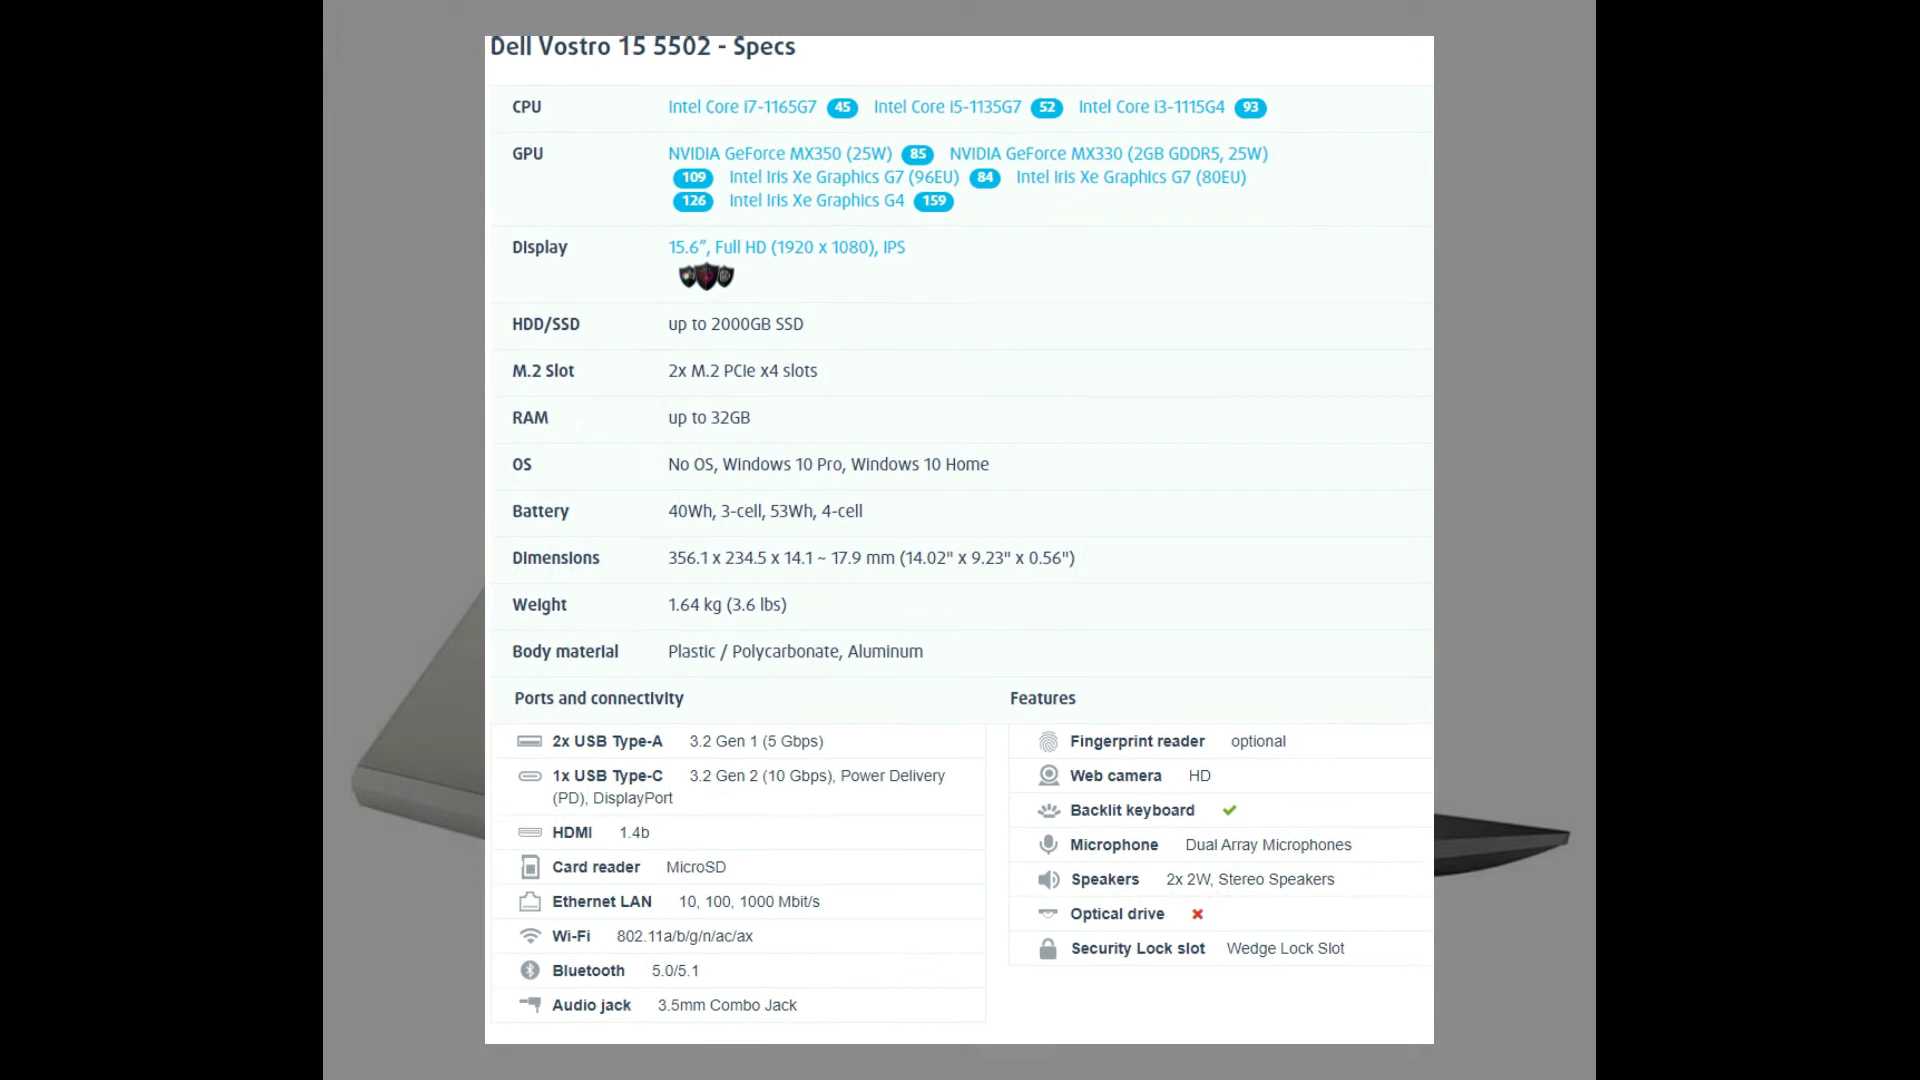 Dell Vostro 15 5502 - Specs
CPU Intel Core i7-1165G7 45 Intel Core i5-1135G7 52 Intel Core i3-1115G4 93
GPU NVIDIA GeForce MX350 (25W) 85 NVIDIA GeForce MX330 (2GB GDDR5, 25W)
109 Intel Iris Xe Graphics G7 (96EU) 84 Intel Iris Xe Graphics G7 (80EU)
126 Intel Iris Xe Graphics G4 159
Display 15.6”, Full HD (1920 x 1080), IPS
HDD/SSD up to 2000GB SSD
M.2 Slot 2x M.2 PCIe x4 slots
RAM up to 32GB
OS No OS, Windows 10 Pro, Windows 10 Home
Battery 40Wh, 3-cell, 53Wh, 4-cell
Dimensions 356.1 x 234.5 x 14.1 ~ 17.9 mm (14.02" x 9.23" x 0.56")
Weight 1.64 kg (3.6 lbs)
Body material Plastic / Polycarbonate, Aluminum
Ports and connectivity
2x USB Type-A 3.2 Gen 1 (5 Gbps)
1x USB Type-C 3.2 Gen 2 (10 Gbps), Power Delivery
(PD), DisplayPort
HDMI 1.4b
Card reader MicroSD
Ethernet LAN 10, 100, 1000 Mbit/s
Wi-Fi 802.11a/b/g/n/ac/ax
Bluetooth 5.0/5.1
Audio jack 3.5mm Combo Jack
Features
Fingerprint reader optional
Web camera HD
Backlit keyboard
Microphone Dual Array Microphones
Speakers 2x 2W, Stereo Speakers
Optical drive
Security Lock slot Wedge Lock Slot